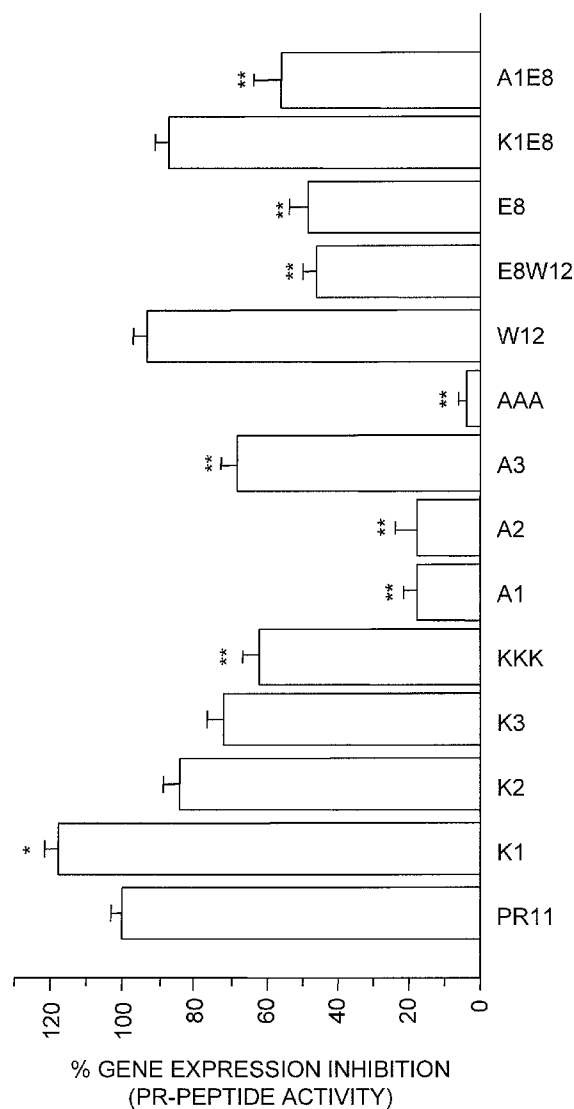 A1E8
K1E8
E8
E8W12
W12
AAA
A3
A2
A1
KKK
K3
K2
K1
PR11
**
**
**
**
**
**
**
**
**
*
120
100
80
60
40
20
0
% GENE EXPRESSION INHIBITION
(PR-PEPTIDE ACTIVITY)